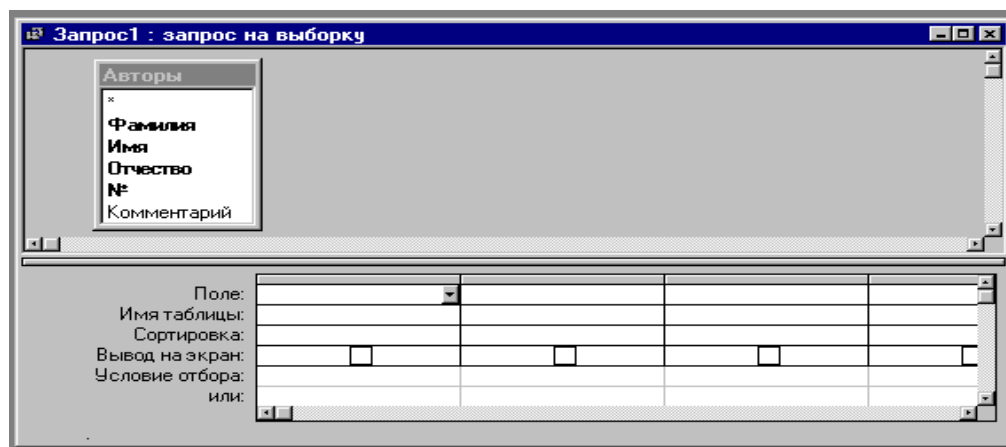 Запрос1 : запрос на выборку
Авторы
*
Фамилия
Имя
Отчество
№
Комментарий
Поле:
Имя таблицы:
Сортировка:
Вывод на экран:
Условие отбора:
или: